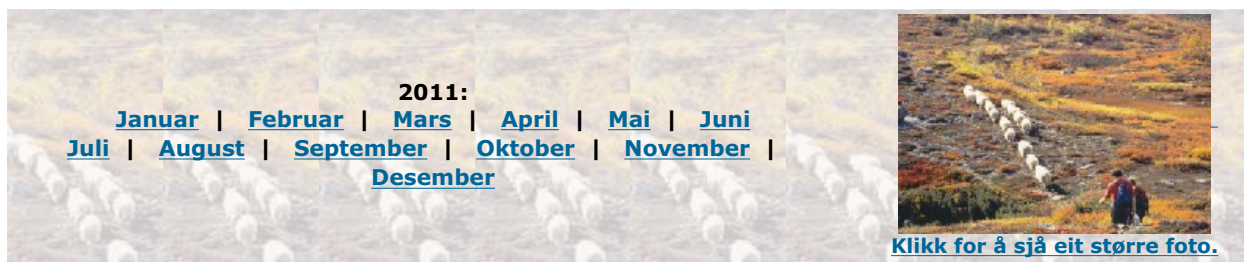 2011:
Januar | Februar | Mars | April | Mai | Juni
Juli | August | September | Oktober | November |
Desember
Klikk for å sjå eit større foto.